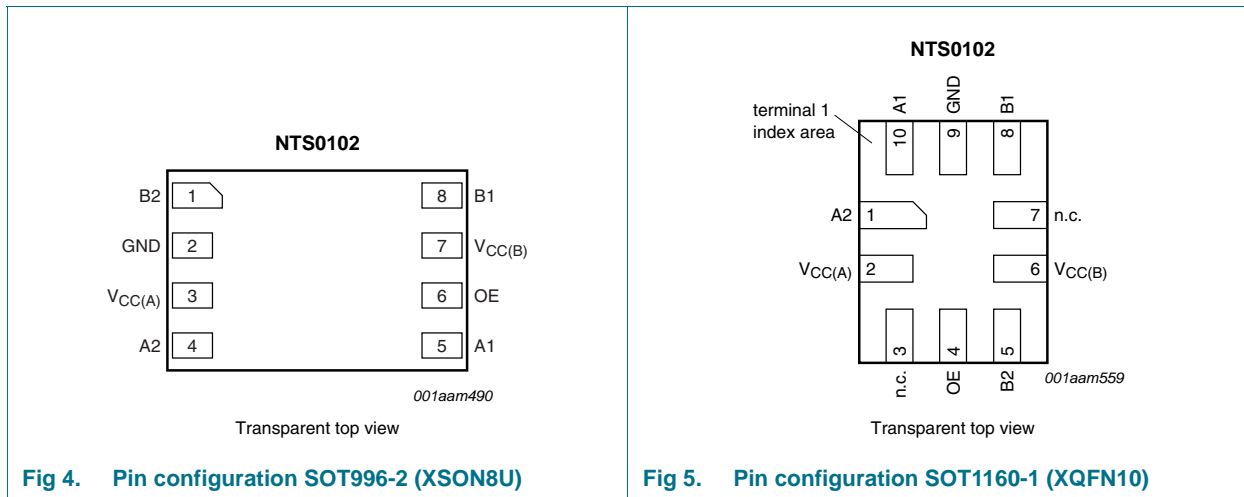 NTS0102
B2 1 8 B1
GND 2 7 VCC(B)
VCC(A) 3 6 OE
A2 4 5 A1
001aam490
Transparent top view
Fig 4. Pin configuration SOT996-2 (XSON8U)
NTS0102
terminal 1
index area
A1 GND B1
10 9 8
A2 1 7 n.c.
VCC(A) 2 6 VCC(B)
3 4 5
n.c. OE B2
001aam559
Transparent top view
Fig 5. Pin configuration SOT1160-1 (XQFN10)